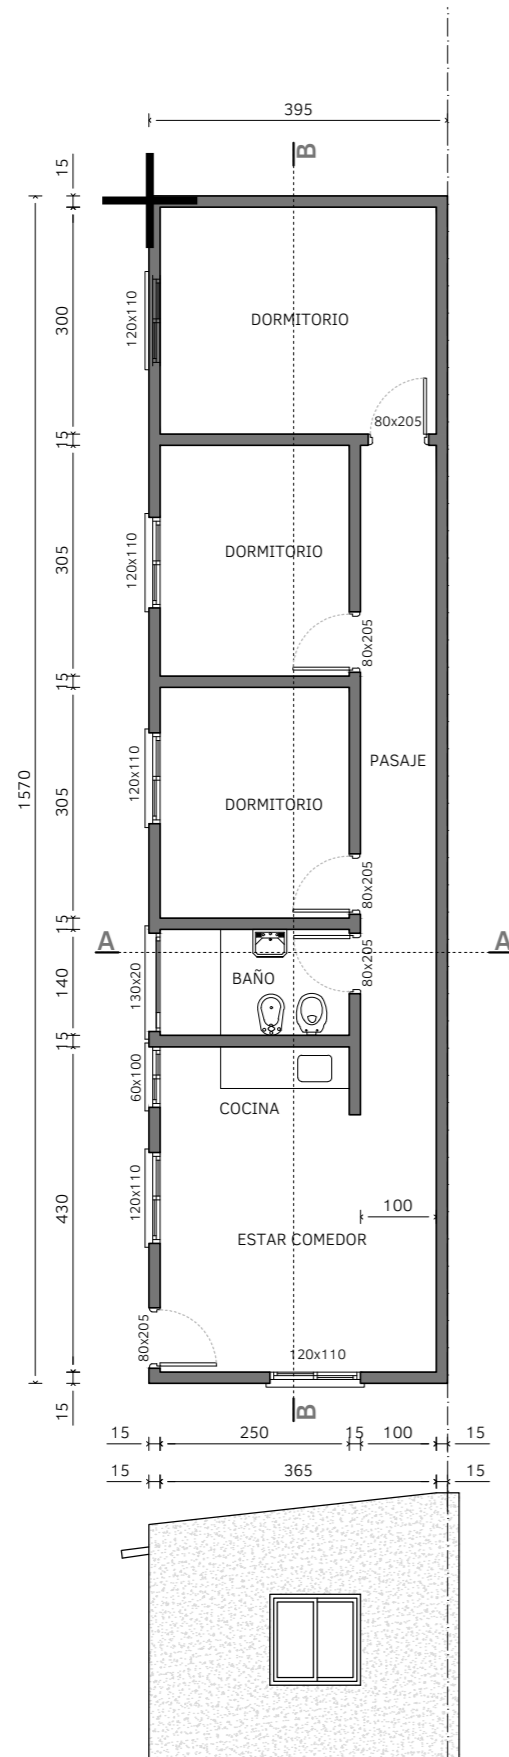 395
B
15
DORMITORIO
300
120x110
80x205
15
DORMITORIO
305
120x110
80x205
15
PASAJE
1570
305
120x110
DORMITORIO
80x205
15
A
A
140
130x20
BAÑO
80x205
15
60x100
COCINA
120x110
430
100
ESTAR COMEDOR
80x205
120x110
15
B
15 250 15 100 15
15 365 15